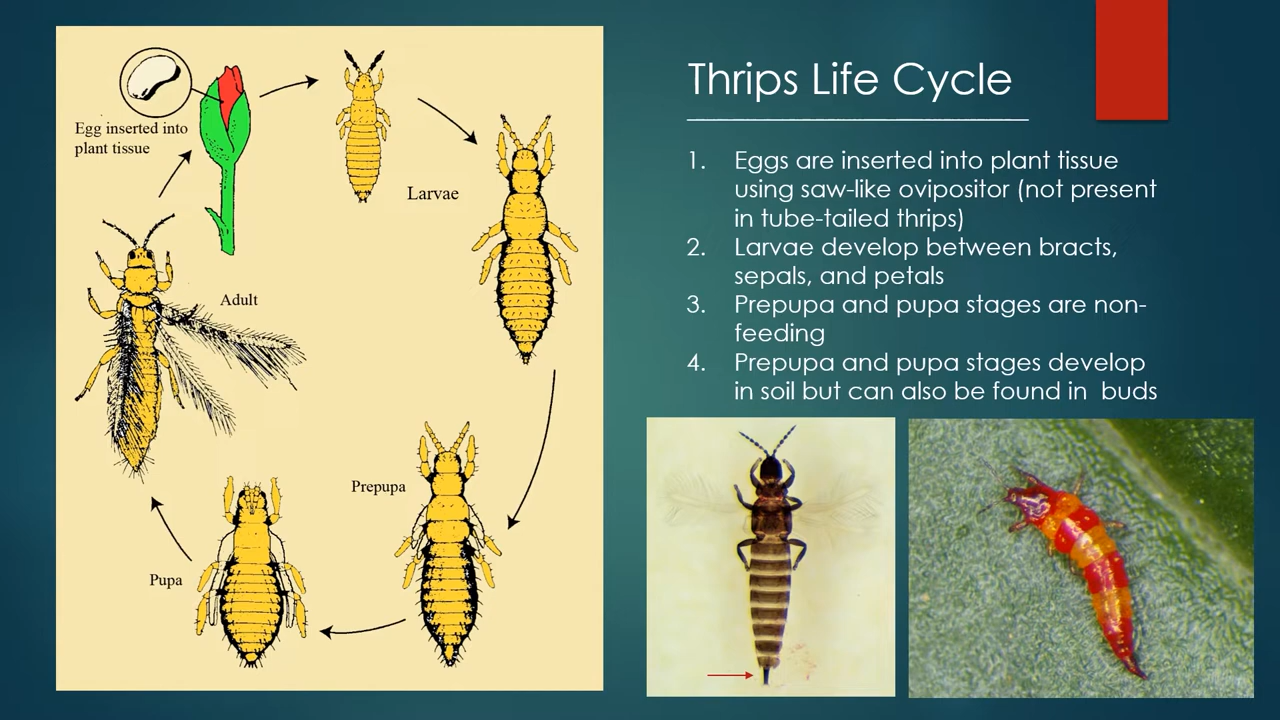 Thrips Life Cycle
1. Eggs are inserted into plant tissue
using saw-like ovipositor (not present
in tube-tailed thrips)
2. Larvae develop between bracts,
sepals, and petals
3. Prepupa and pupa stages are non-
feeding
4. Prepupa and pupa stages develop
in soil but can also be found in  buds
Egg inserted into
plant tissue
Larvae
Adult
Prepupa
Pupa